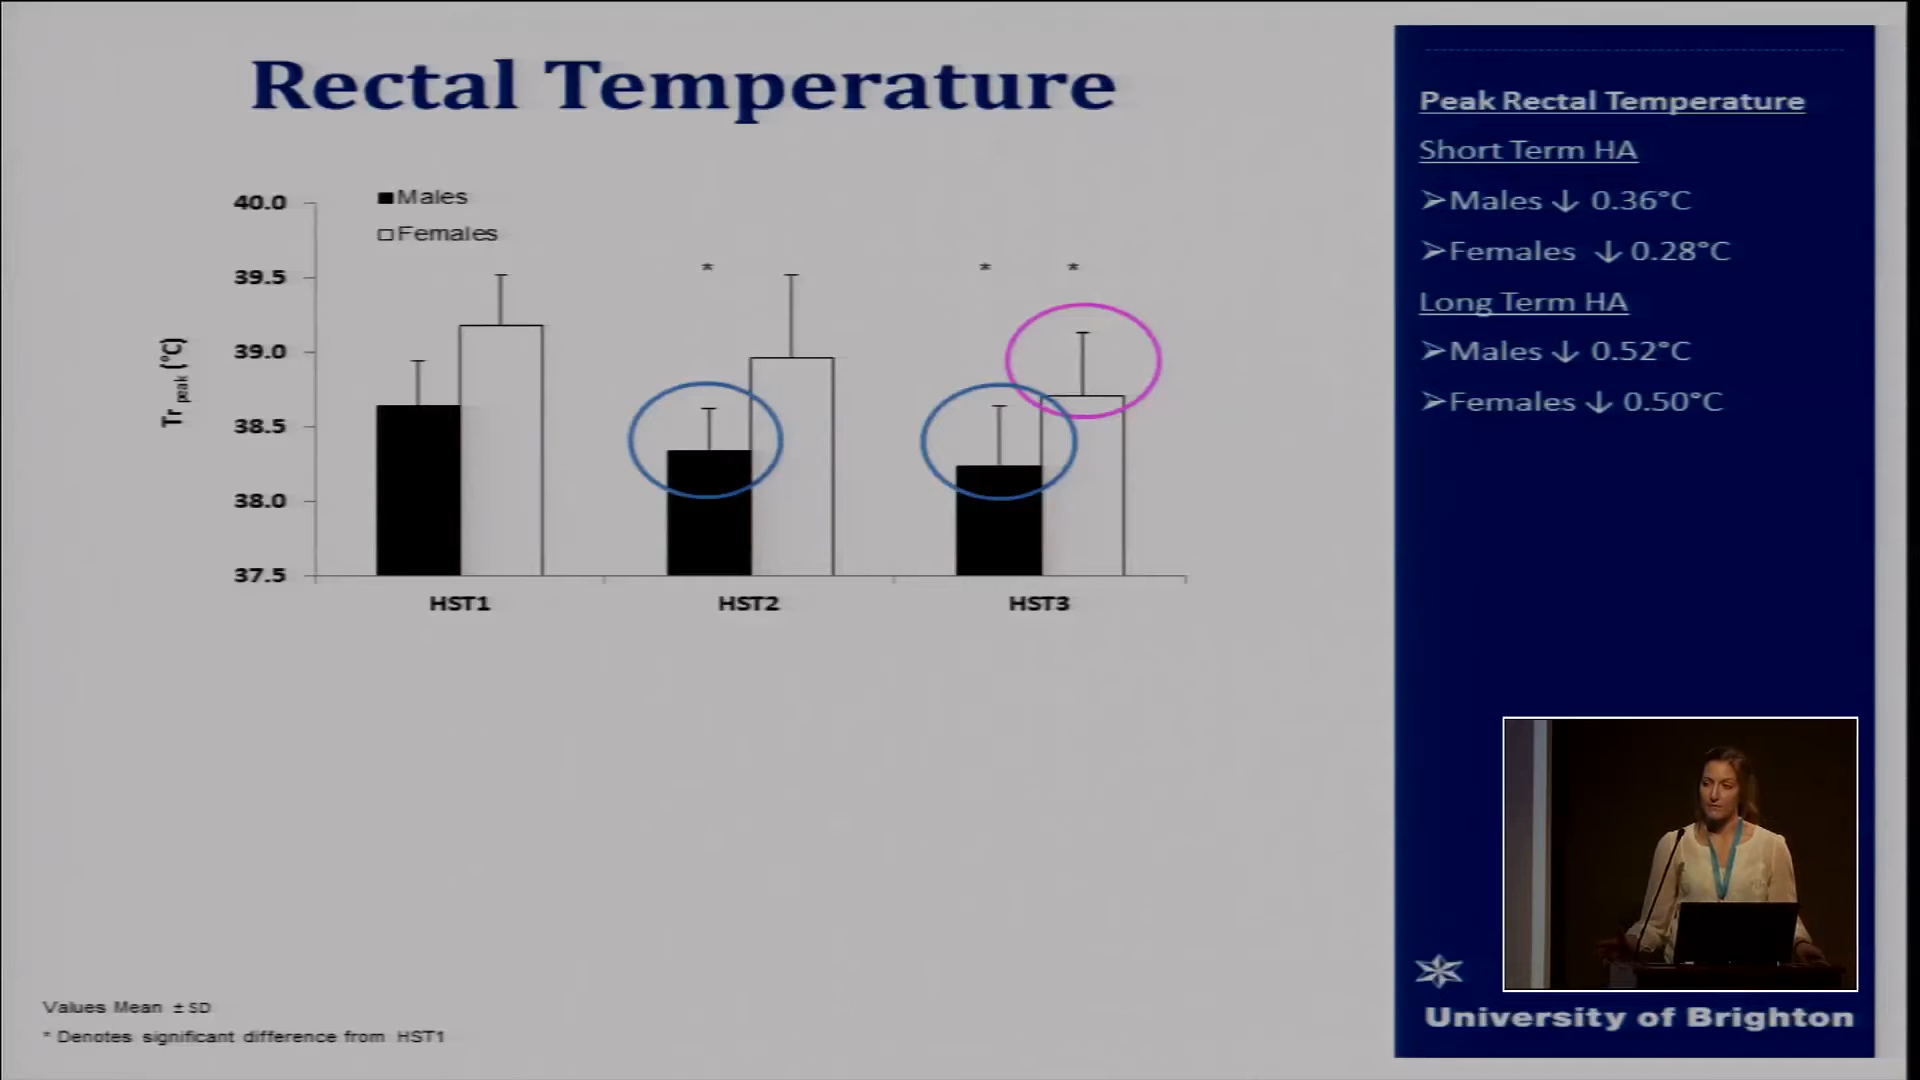 Rectal Temperature
Males
Females
40.0
39.5
39.0
38.5
38.0
37.5
Tr peak (°C)
* * *
HST1 HST2 HST3
Values Mean ± SD
* Denotes significant difference from HST1
Peak Rectal Temperature
Short Term HA
➢Males ↓ 0.36°C
➢Females ↓ 0.28°C
Long Term HA
➢Males ↓ 0.52°C
➢Females ↓ 0.50°C
University of Brighton